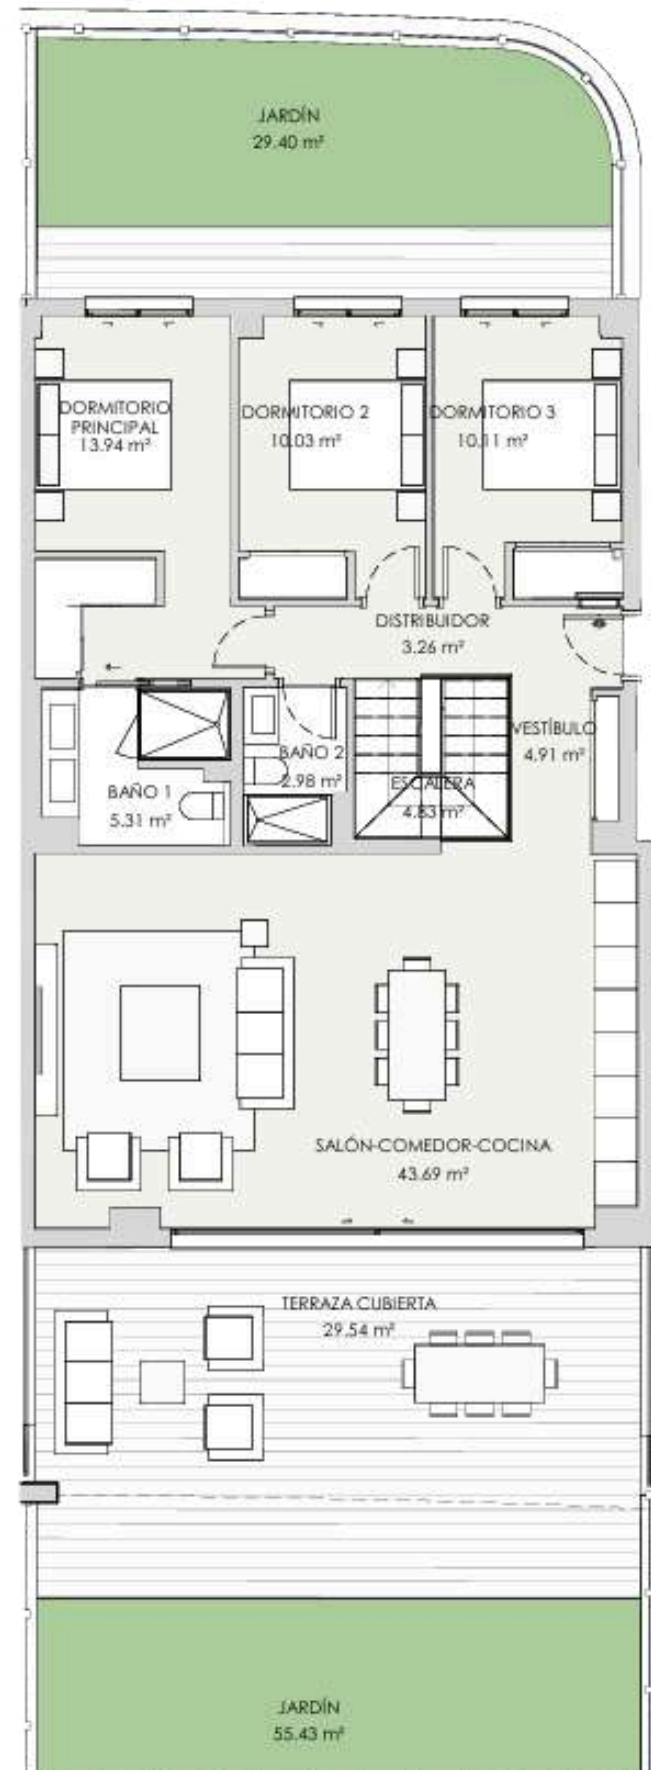 JARDÍN
29.40 m²
DORMITORIO
PRINCIPAL
13.94 m²
DORMITORIO 2
10.03 m²
DORMITORIO 3
10.11 m²
DISTRIBUIDOR
3.26 m²
VESTÍBULO
4.91 m²
BAÑO 2
2.98 m²
ESCALERA
4.83 m²
BAÑO 1
5.31 m²
SALÓN-COMEDOR-COCINA
43.69 m²
TERRAZA CUBIERTA
29.54 m²
JARDÍN
55.43 m²